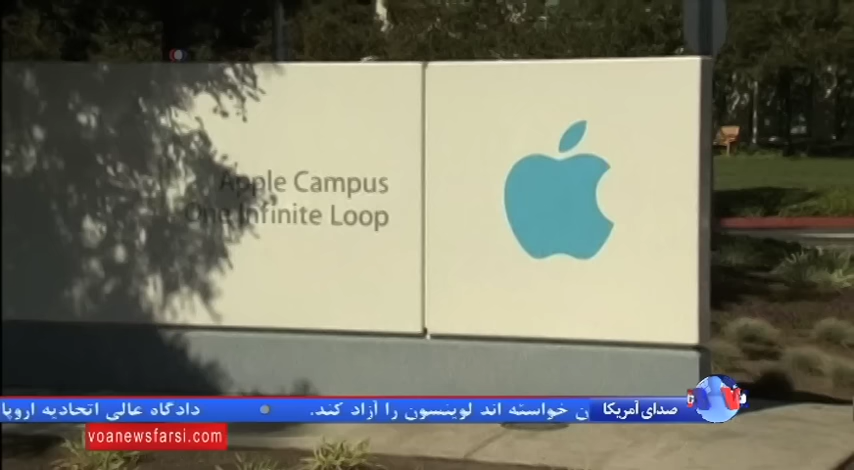 Apple Campus
One Infinite Loop
صدای آمریکا
ن خواسته اند لوینسون را آزاد کند.
دادگاه عالی اتحادیه اروپا
voanewsfarsi.com